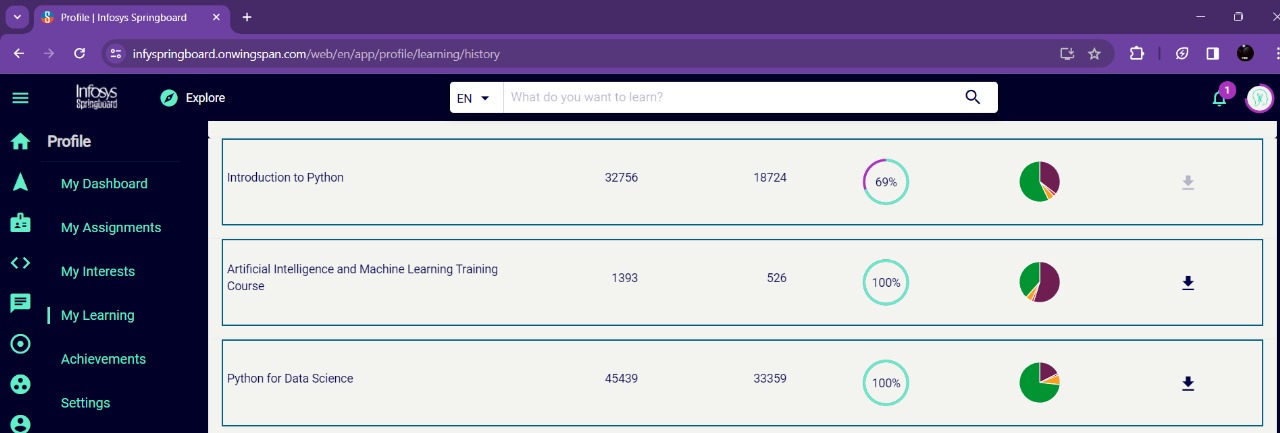 Profile | Infosys Springboard
infyspringboard.onwingspan.com/web/en/app/profile/learning/history
Infosys
Springboard
Explore
EN
What do you want to learn?
1
Profile
My Dashboard
My Assignments
My Interests
My Learning
Achievements
Settings
Introduction to Python 32756 18724 69%
Artificial Intelligence and Machine Learning Training
Course
1393 526 100%
Python for Data Science 45439 33359 100%